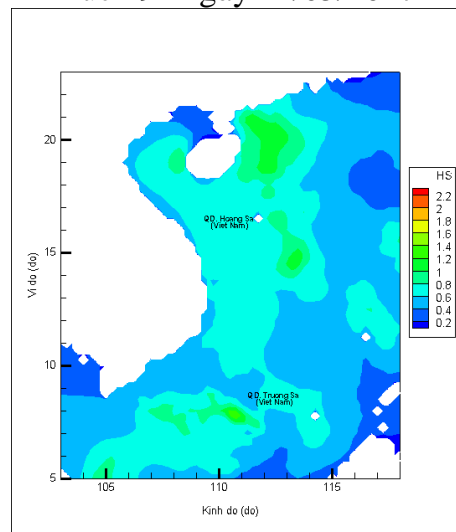 20
15
10
5
105
110
115
Vi do (do)
Kinh do (do)
QD. Hoang Sa
(Viet Nam)
QD. Truong Sa
(Viet Nam)
HS
2.2
2
1.8
1.6
1.4
1.2
1
0.8
0.6
0.4
0.2